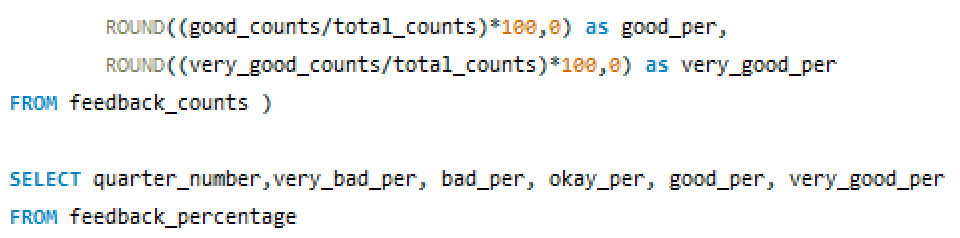 ROUND((good_counts/total_counts)*100,0) as good_per,
ROUND((very_good_counts/total_counts)*100,0) as very_good_per
FROM feedback_counts )
SELECT quarter_number,very_bad_per, bad_per, okay_per, good_per, very_good_per
FROM feedback_percentage